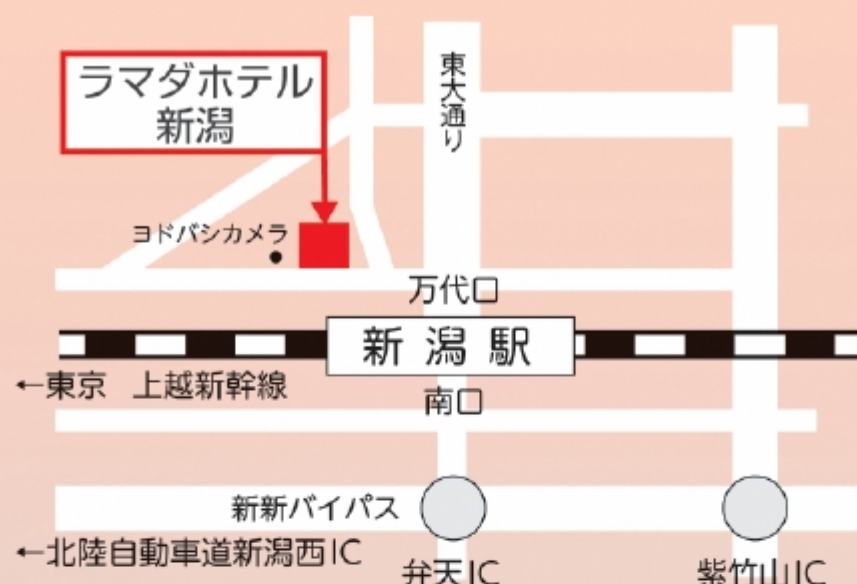 ラマダホテル
新潟
東大通り
ヨドバシカメラ
万代口
新潟駅
←東京 上越新幹線
南口
新新バイパス
←北陸自動車道新潟西IC
弁天IC
紫竹山IC